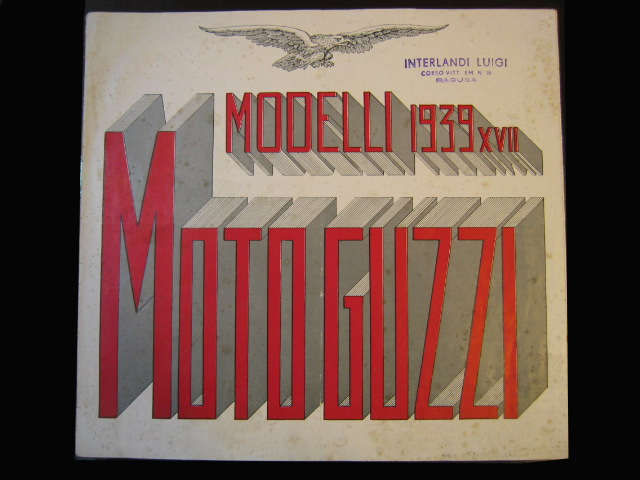 INTERLANDI LUIGI
CORSO VITT. EM. N. 18
RAGUSA
MODELLI 1939 XVII
MOTO GUZZI